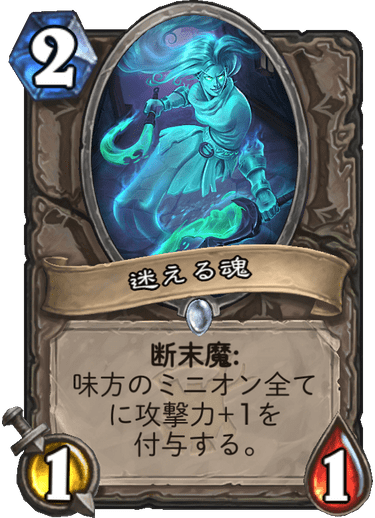 2
迷える魂
断末魔:
味方のミニオン全て
に攻撃力+1を
付与する。
1
1